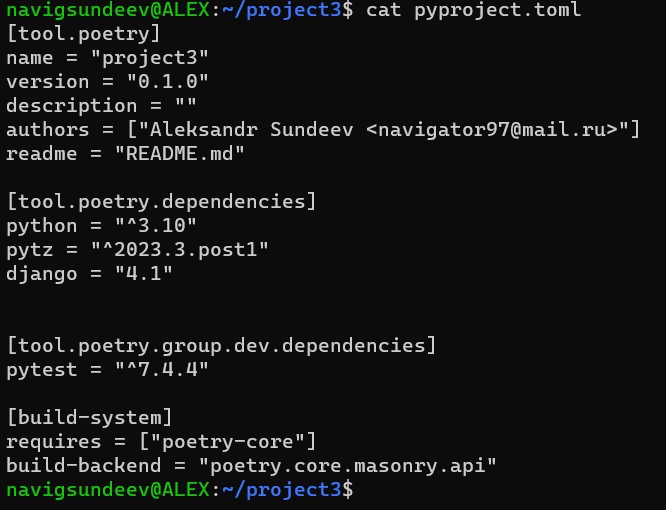 navigsundeev@ALEX:~/project3$ cat pyproject.toml
[tool.poetry]
name = "project3"
version = "0.1.0"
description = ""
authors = ["Aleksandr Sundeev <navigator97@mail.ru>"]
readme = "README.md"
[tool.poetry.dependencies]
python = "^3.10"
pytz = "^2023.3.post1"
django = "4.1"
[tool.poetry.group.dev.dependencies]
pytest = "^7.4.4"
[build-system]
requires = ["poetry-core"]
build-backend = "poetry.core.masonry.api"
navigsundeev@ALEX:~/project3$